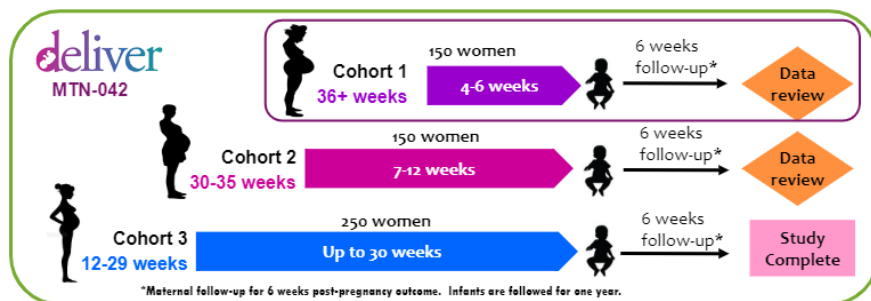 deliver
MTN-042
150 women
Cohort 1
36+ weeks
4-6 weeks
6 weeks
follow-up*
Data
review
150 women
Cohort 2
30-35 weeks
7-12 weeks
6 weeks
follow-up*
Data
review
250 women
Cohort 3
12-29 weeks
Up to 30 weeks
6 weeks
follow-up*
Study
Complete
*Maternal follow-up for 6 weeks post-pregnancy outcome. Infants are followed for one year.